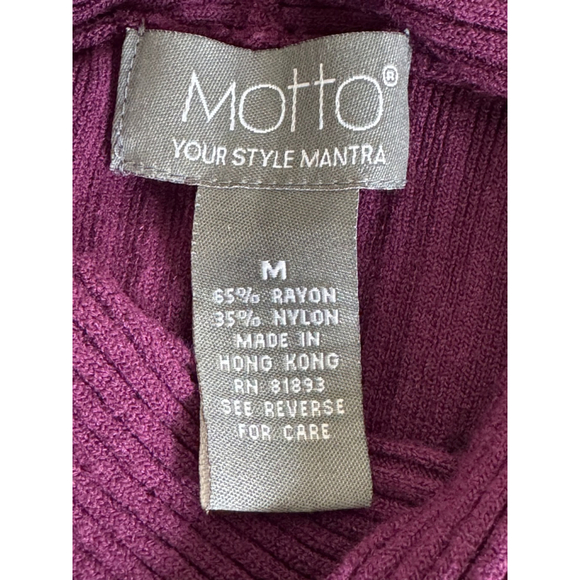 Motto®
YOUR STYLE MANTRA
M
65% RAYON
35% NYLON
MADE IN
HONG KONG
RN 81893
SEE REVERSE
FOR CARE